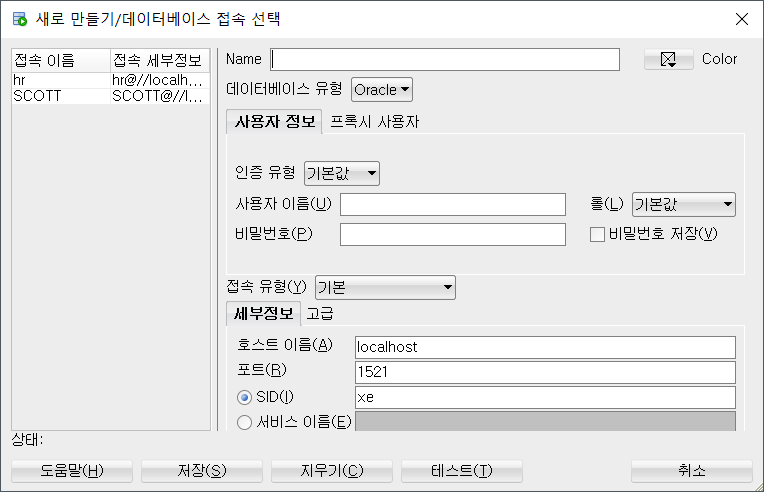 새로 만들기/데이터베이스 접속 선택
접속 이름 접속 세부정보
hr hr@//localh...
SCOTT SCOTT@//l...
Name Color
데이터베이스 유형 Oracle
사용자 정보 프록시 사용자
인증 유형 기본값
사용자 이름(U) 롤(L) 기본값
비밀번호(P) 비밀번호 저장(V)
접속 유형(Y) 기본
세부정보 고급
호스트 이름(A) localhost
포트(R) 1521
SID(I) xe
서비스 이름(E)
상태:
도움말(H) 저장(S) 지우기(C) 테스트(T) 취소